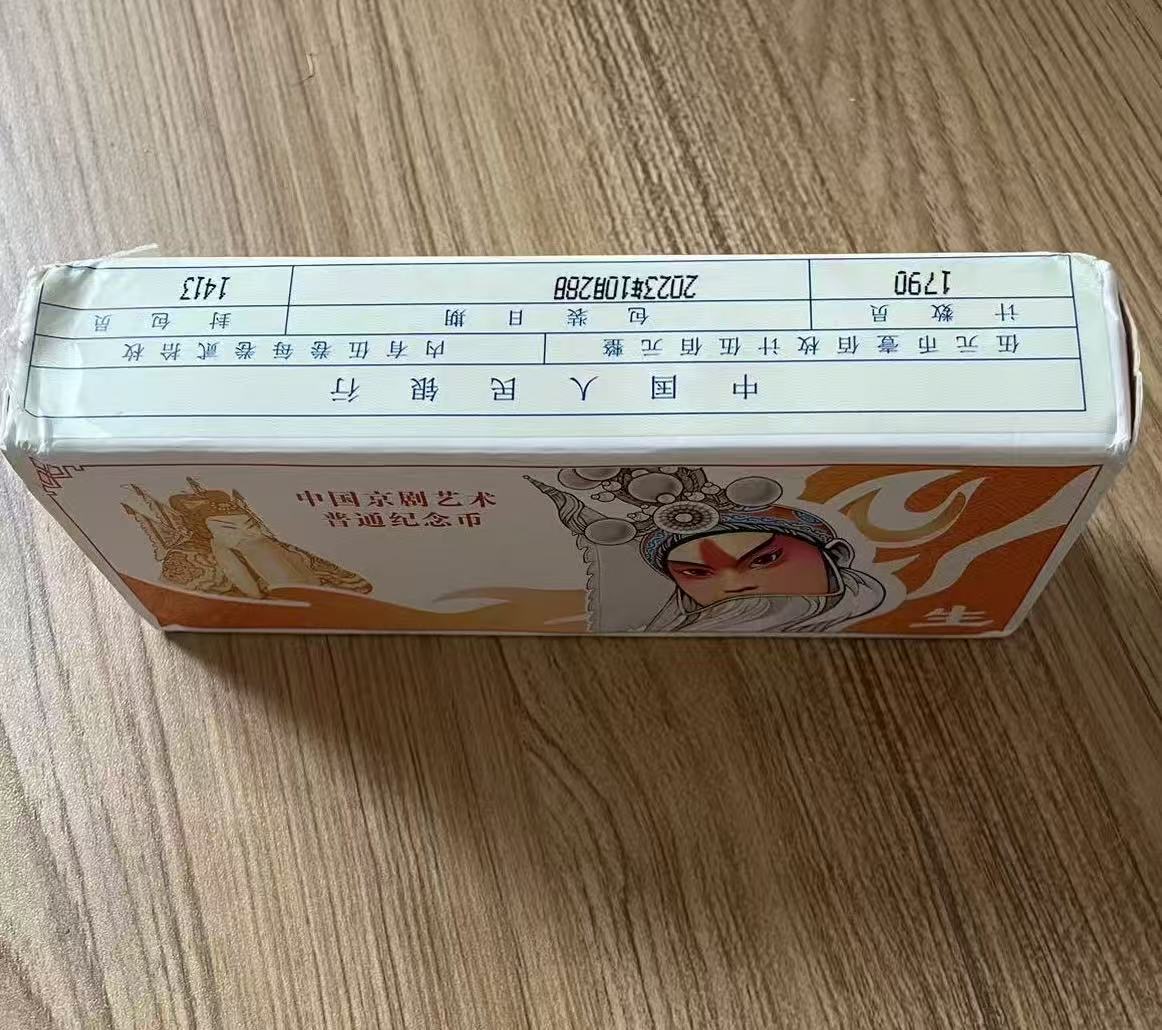 中国人民银行
伍元币壹佰枚计伍佰元整 内有伍卷每卷贰拾枚
计数员 包装日期 封包员
1790 2023年10月28日 1413
中国京剧艺术
普通纪念币
生